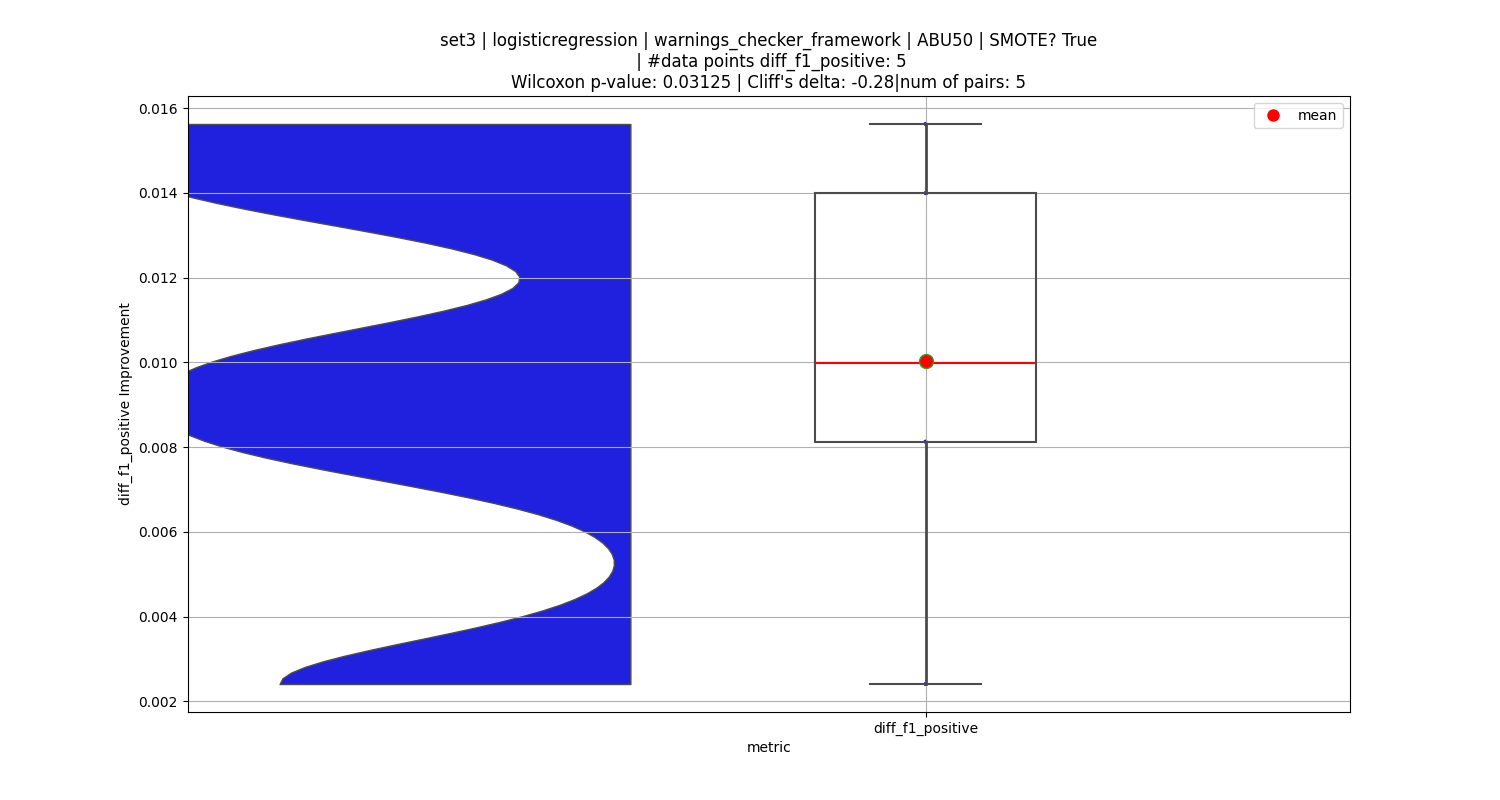 set3 | logisticregression | warnings_checker_framework | ABU50 | SMOTE? True
| #data points diff_f1_positive: 5
Wilcoxon p-value: 0.03125 | Cliff's delta: -0.28|num of pairs: 5
mean
0.016
0.014
0.012
0.010
0.008
0.006
0.004
0.002
diff_f1_positive Improvement
diff_f1_positive
metric